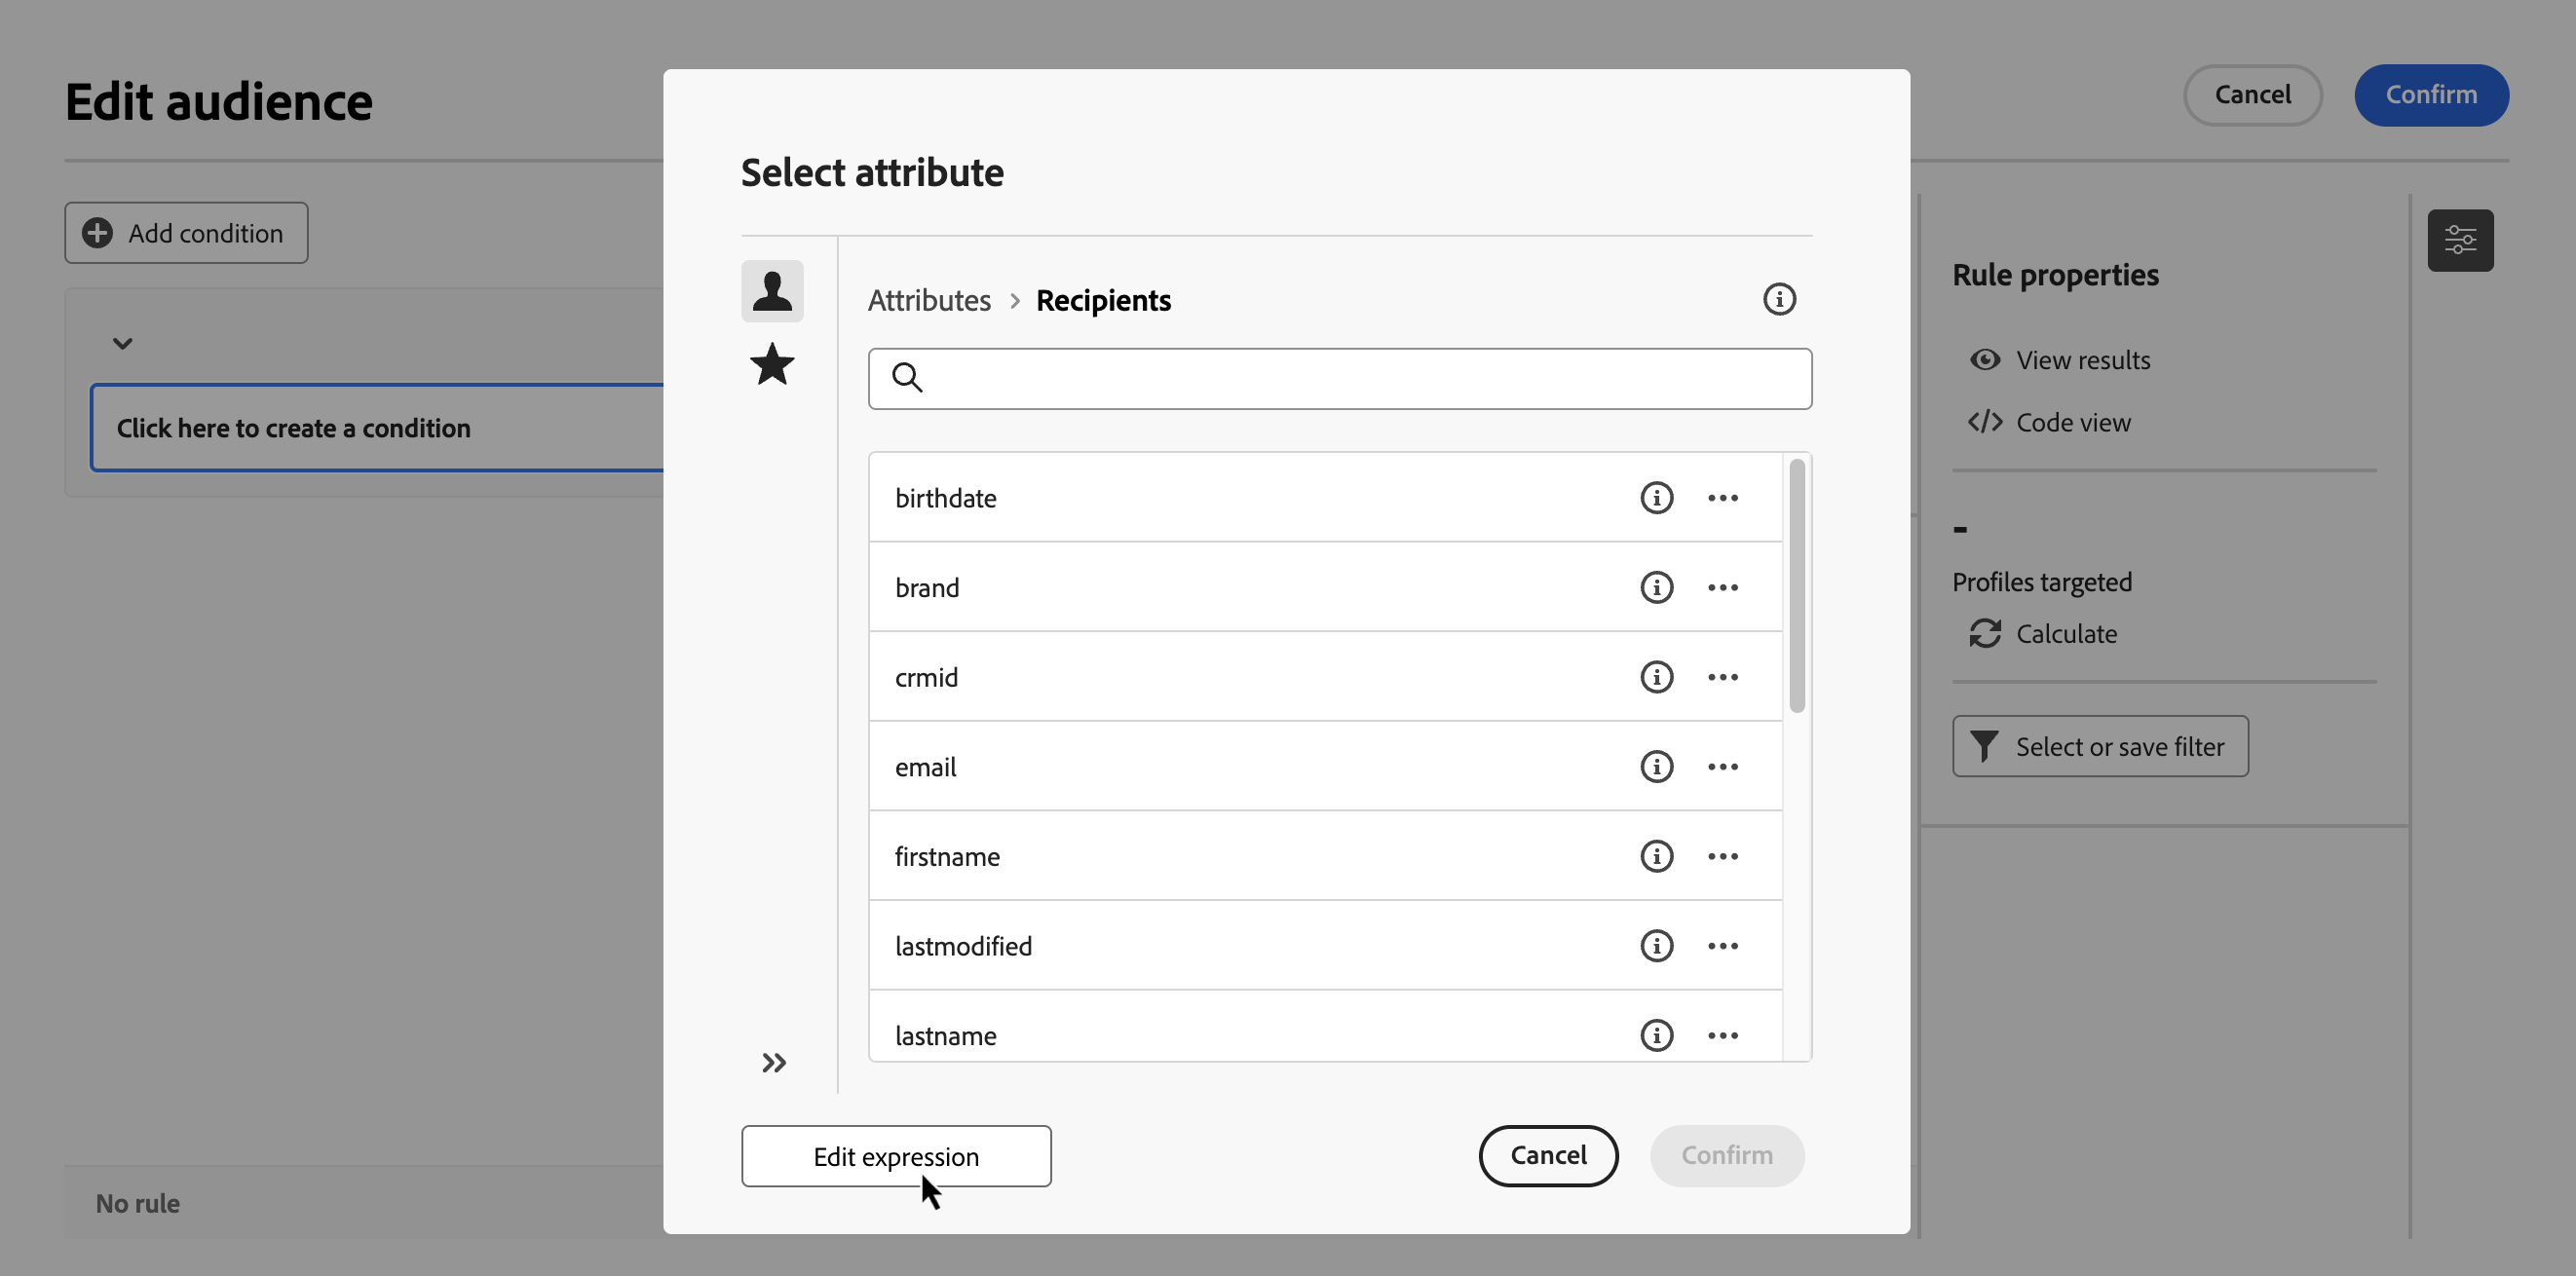 Edit audience
Cancel
Confirm
Add condition
Click here to create a condition
No rule
Select attribute
Attributes > Recipients
birthdate
brand
crmid
email
firstname
lastmodified
lastname
Edit expression
Cancel
Confirm
Rule properties
View results
</> Code view
-
Profiles targeted
Calculate
Select or save filter